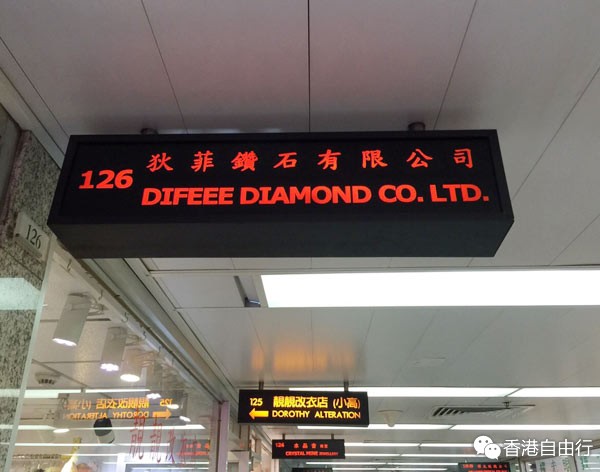 126 狄菲鑽石有限公司
DIFEEE DIAMOND CO. LTD.
126
125 靚靚改衣店 (小高)
DOROTHY ALTERATION
香港自由行